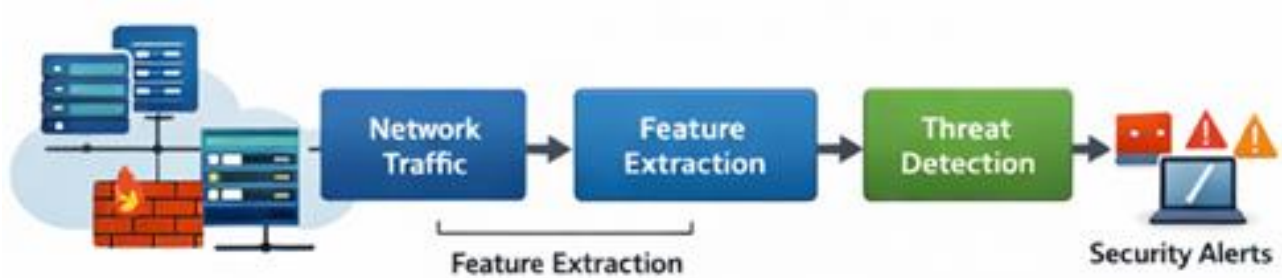 Network
Traffic
Feature
Extraction
Threat
Detection
Feature Extraction
Security Alerts